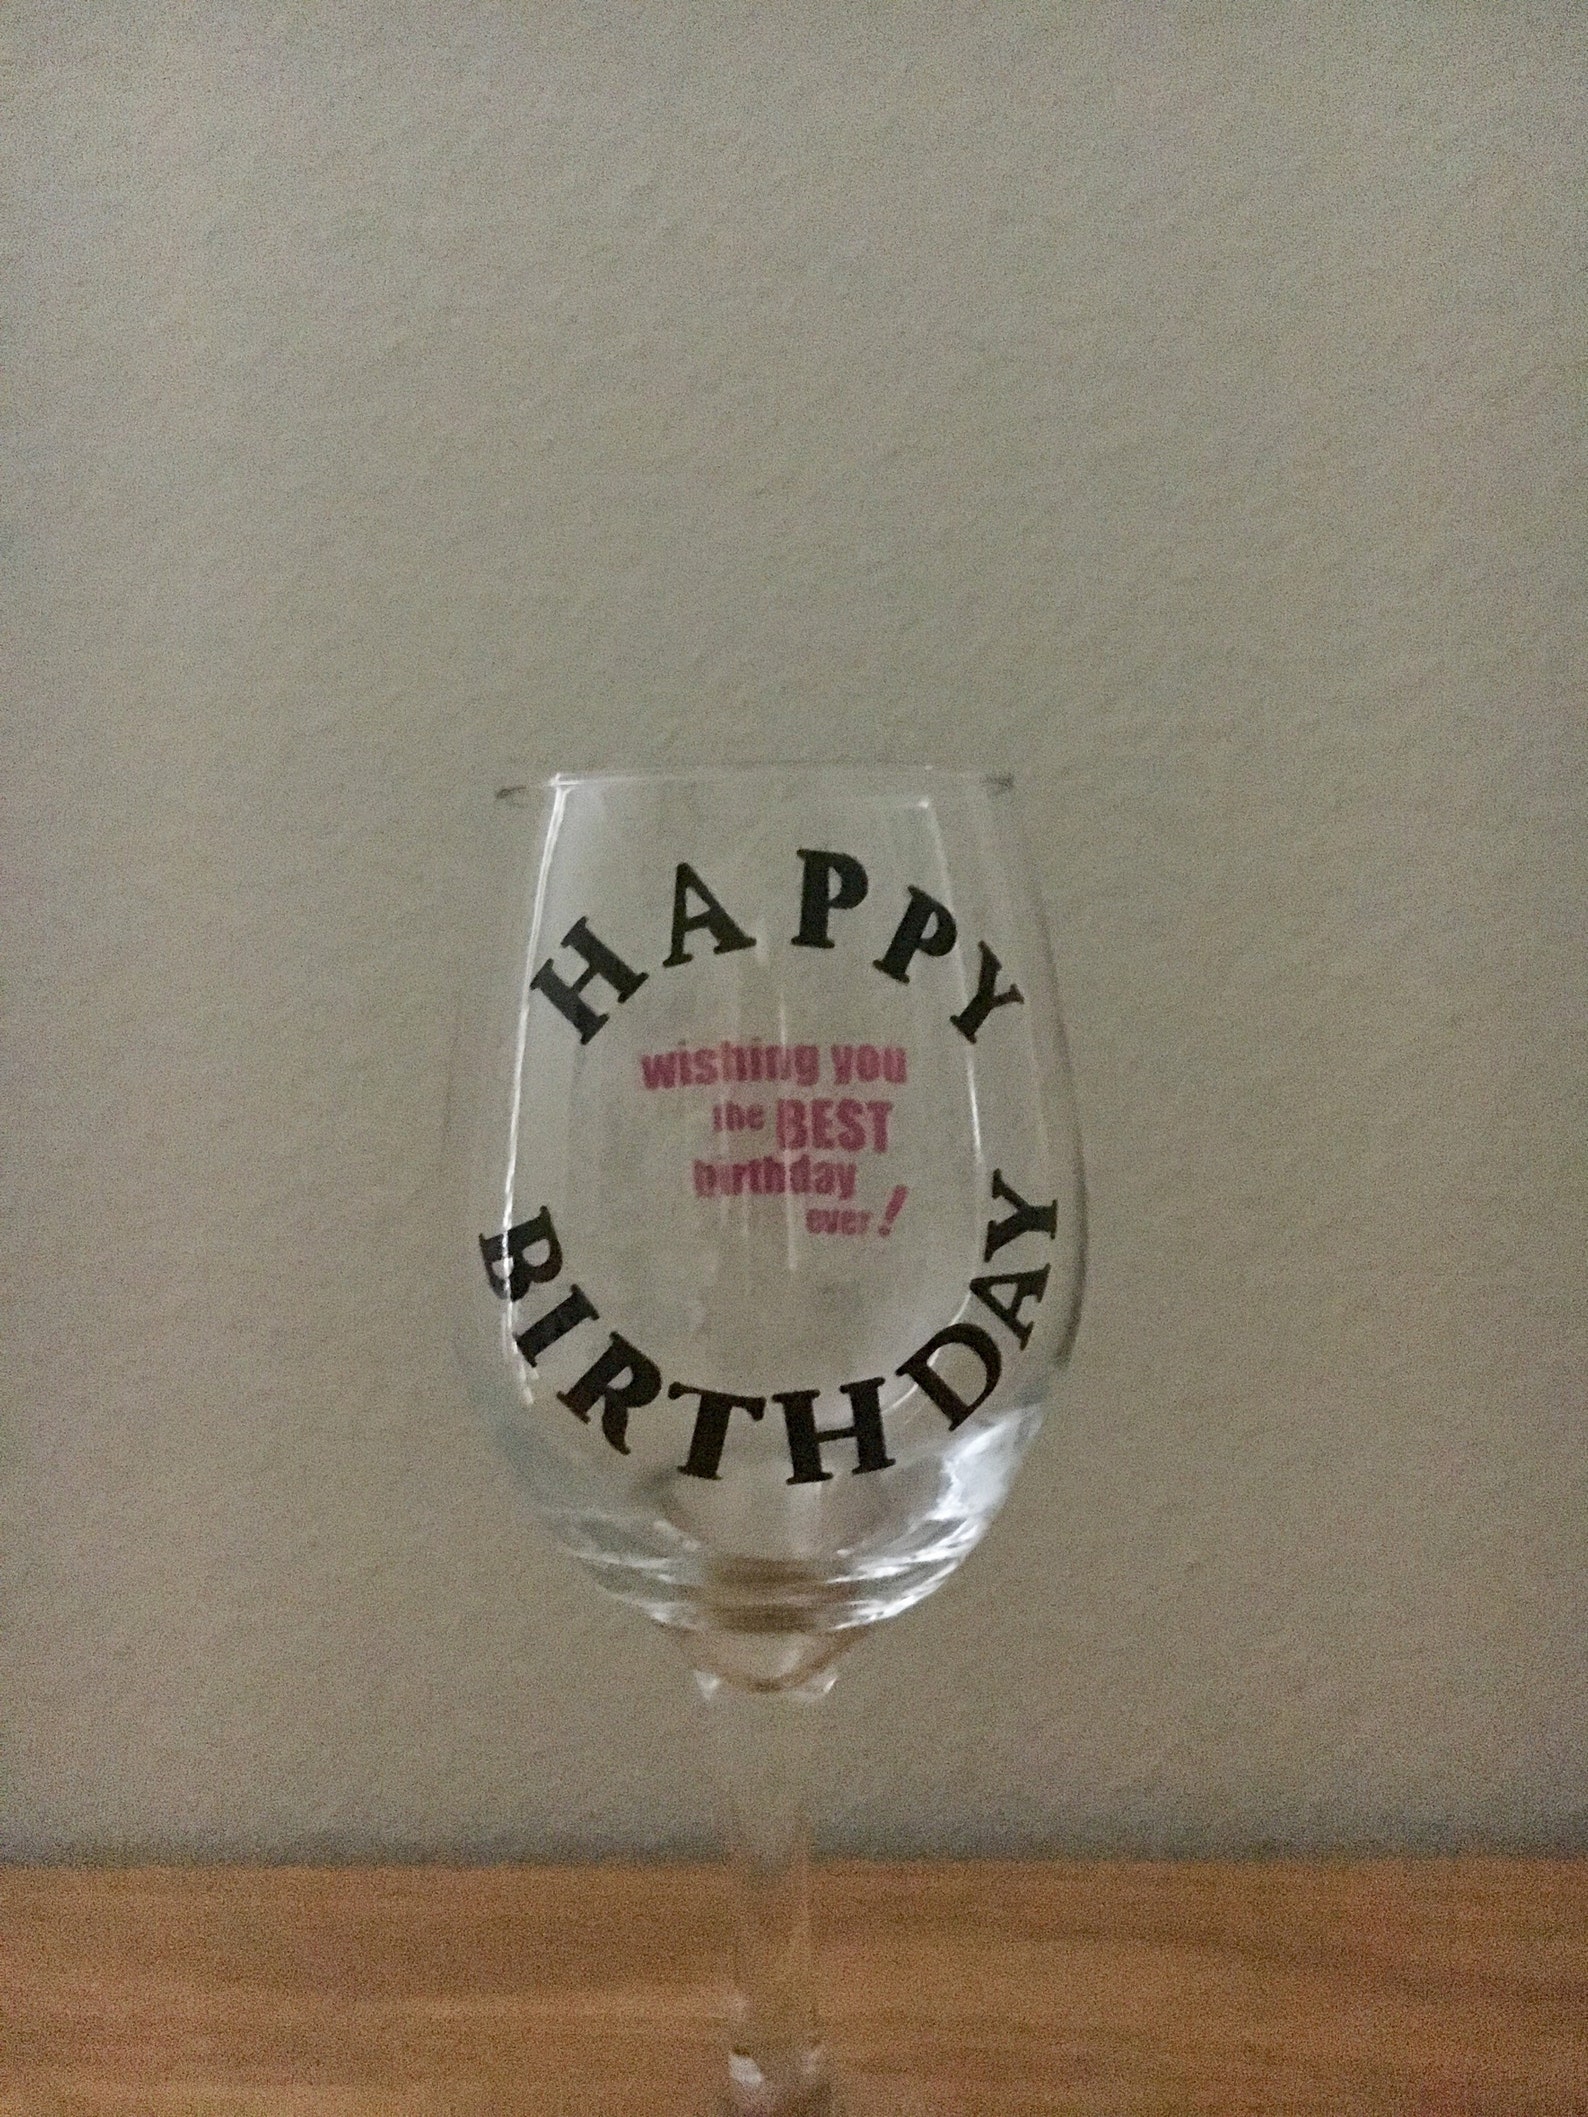 HAPPY
wishing you
the BEST
birthday
ever!
BIRTHDAY